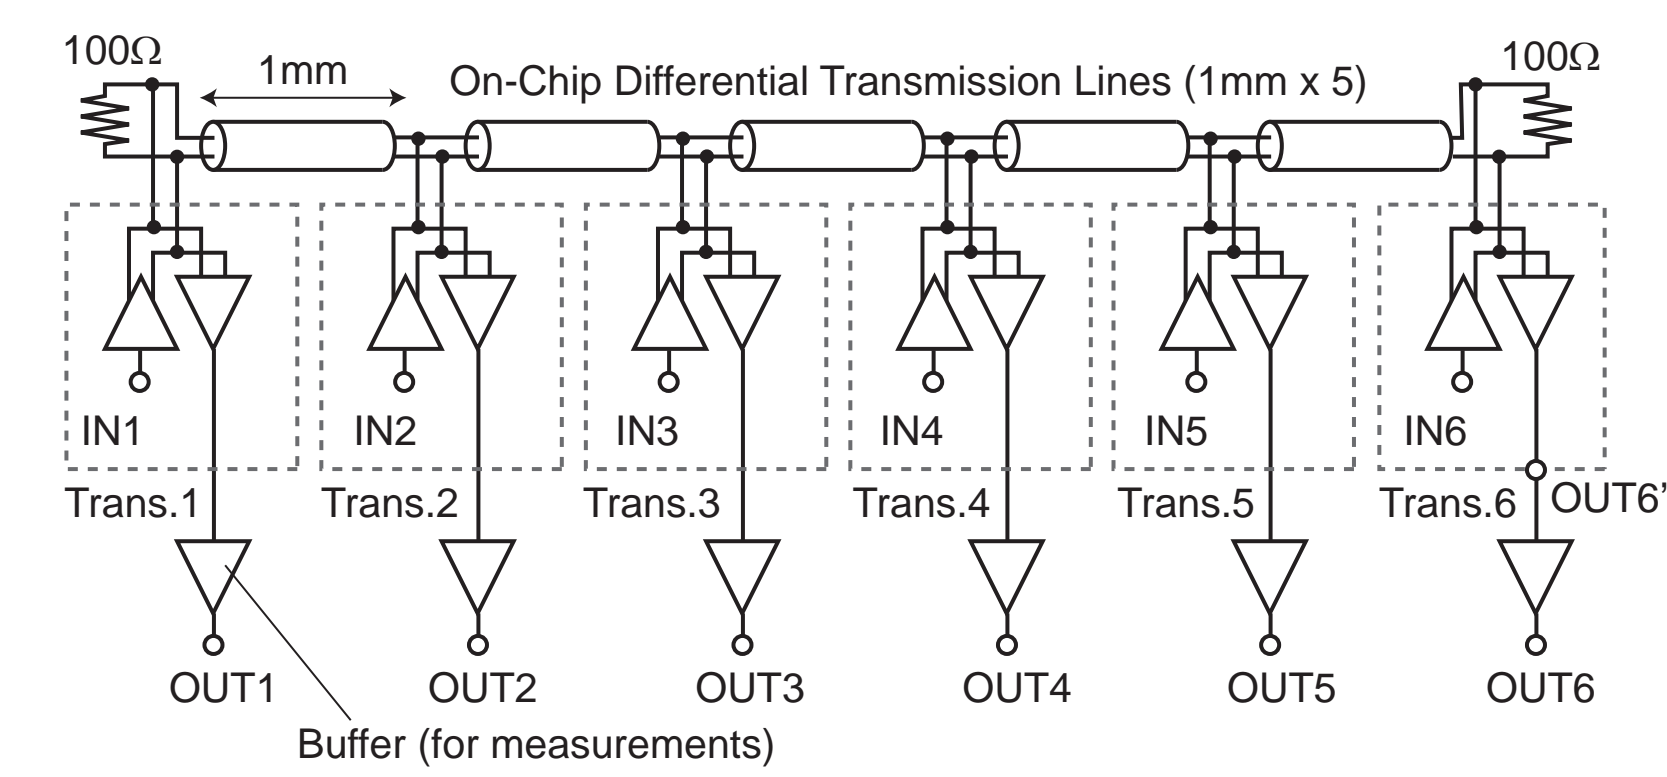 100Ω
1mm
On-Chip Differential Transmission Lines (1mm x 5)
100Ω
IN1
IN2
IN3
IN4
IN5
IN6
Trans.1
Trans.2
Trans.3
Trans.4
Trans.5
Trans.6
OUT6'
OUT1
OUT2
OUT3
OUT4
OUT5
OUT6
Buffer (for measurements)